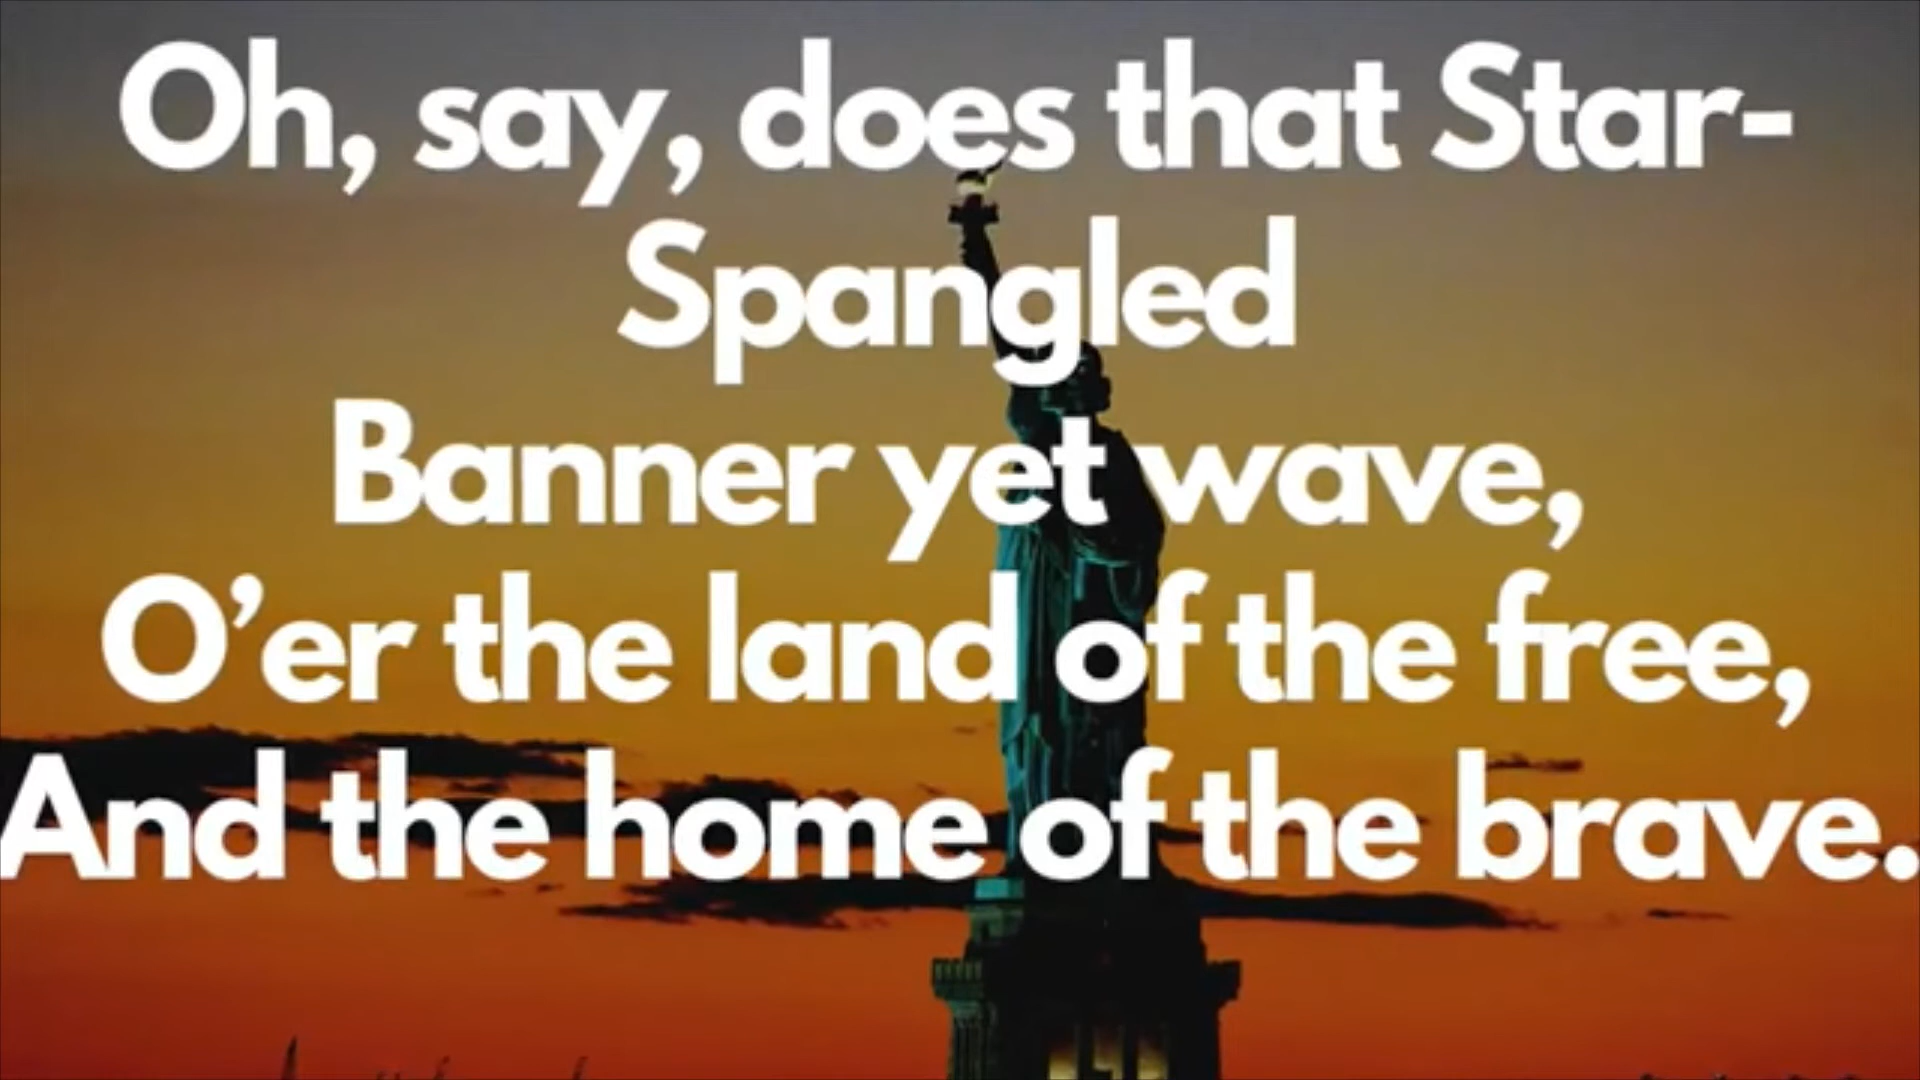 Oh, say, does that Star-
Spangled
Banner yet wave,
O’er the land of the free,
And the home of the brave.